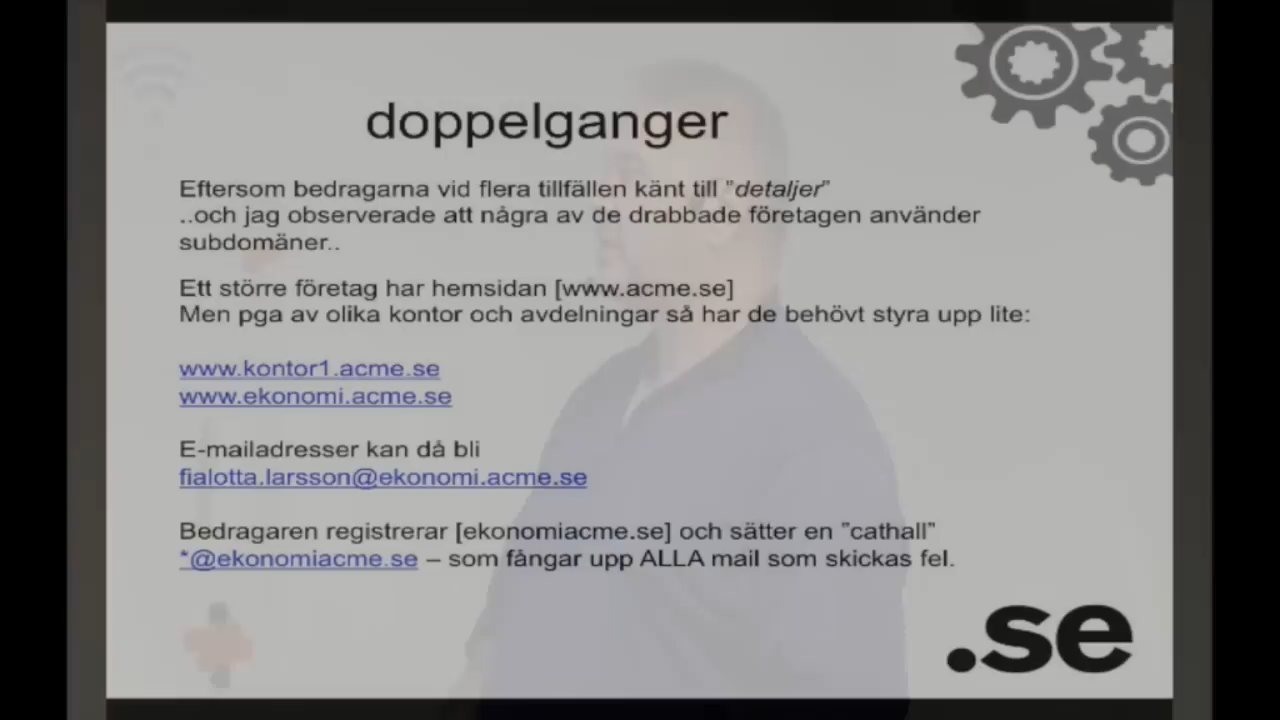 doppelganger
Eftersom bedragarna vid flera tillfällen känt till "detaljer"
..och jag observerade att några av de drabbade företagen använder
subdomäner..
Ett större företag har hemsidan [www.acme.se]
Men pga av olika kontor och avdelningar så har de behövt styra upp lite:
www.kontor1.acme.se
www.ekonomi.acme.se
E-mailadresser kan då bli
fialotta.larsson@ekonomi.acme.se
Bedragaren registrerar [ekonomiacme.se] och sätter en "cathall"
*@ekonomiacme.se – som fångar upp ALLA mail som skickas fel.
.se